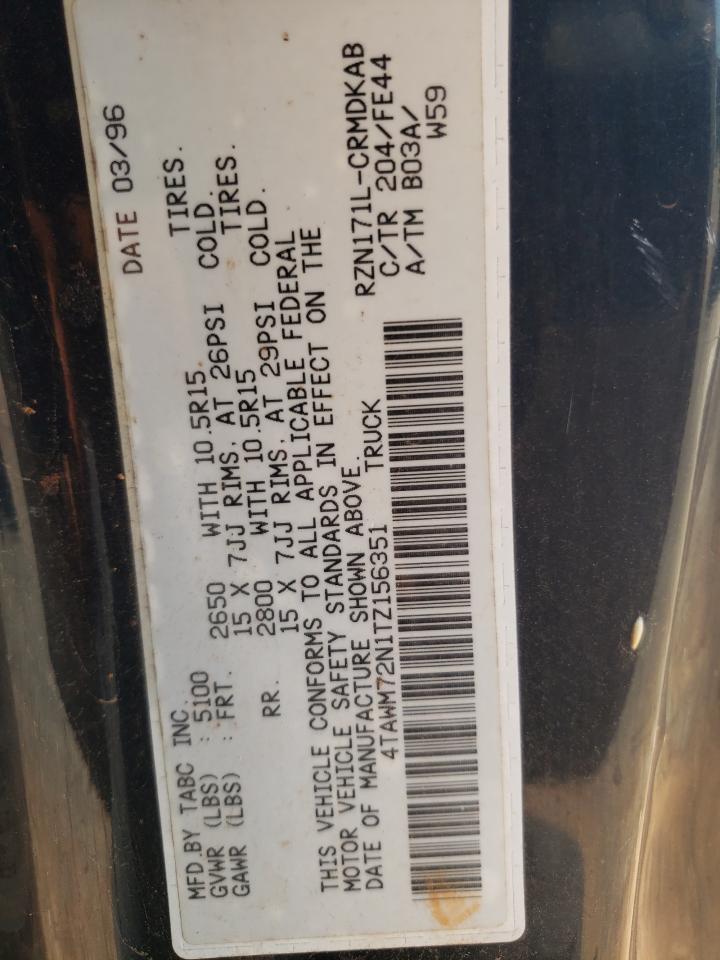 MFD.BY TABC INC. DATE 03/96
GVWR (LBS) : 5100
GAWR (LBS) : FRT. 2650 WITH 10.5R15. TIRES.
15 X 7JJ RIMS, AT 26PSI COLD.
RR. 2800 WITH 10.5R15 TIRES.
15 X 7JJ RIMS, AT 29PSI COLD.
THIS VEHICLE CONFORMS TO ALL APPLICABLE FEDERAL
MOTOR VEHICLE SAFETY STANDARDS IN EFFECT ON THE
DATE OF MANUFACTURE SHOWN ABOVE.
4TAWM72N1TZ156351 TRUCK
RZN171L-CRMDKAB
C/TR 204/FE44
A/TM B03A/
W59